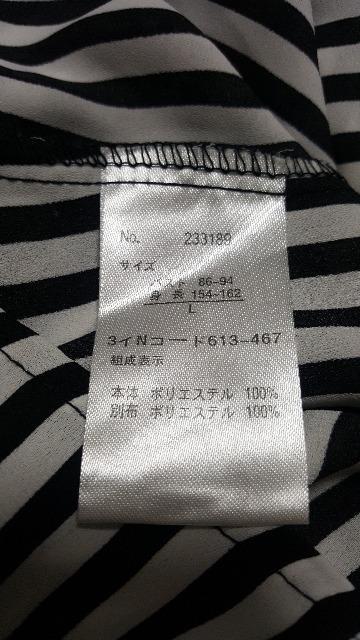 No. 233189
サイズ
バスト 86-94
身長 154-162
L
3イNコード613-467
組成表示
本体 ポリエステル 100%
別布 ポリエステル 100%